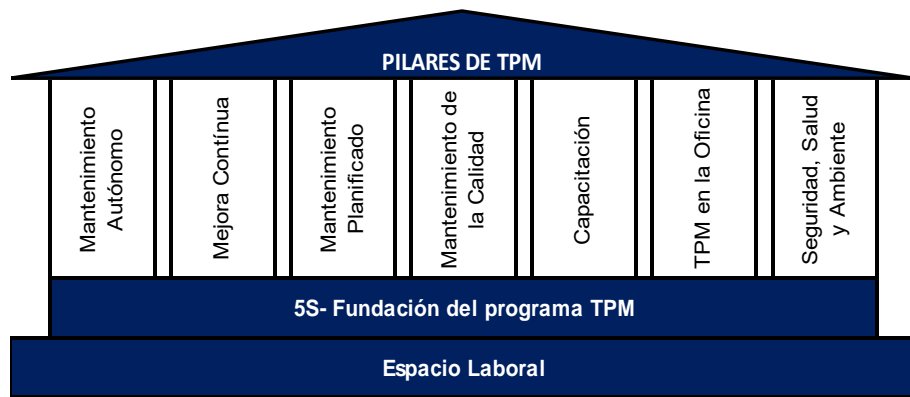 PILARES DE TPM
Mantenimiento
Autónomo
Mejora Contínua
Mantenimiento
Planificado
Mantenimiento de
la Calidad
Capacitación
TPM en la Oficina
Seguridad, Salud
y Ambiente
5S- Fundación del programa TPM
Espacio Laboral